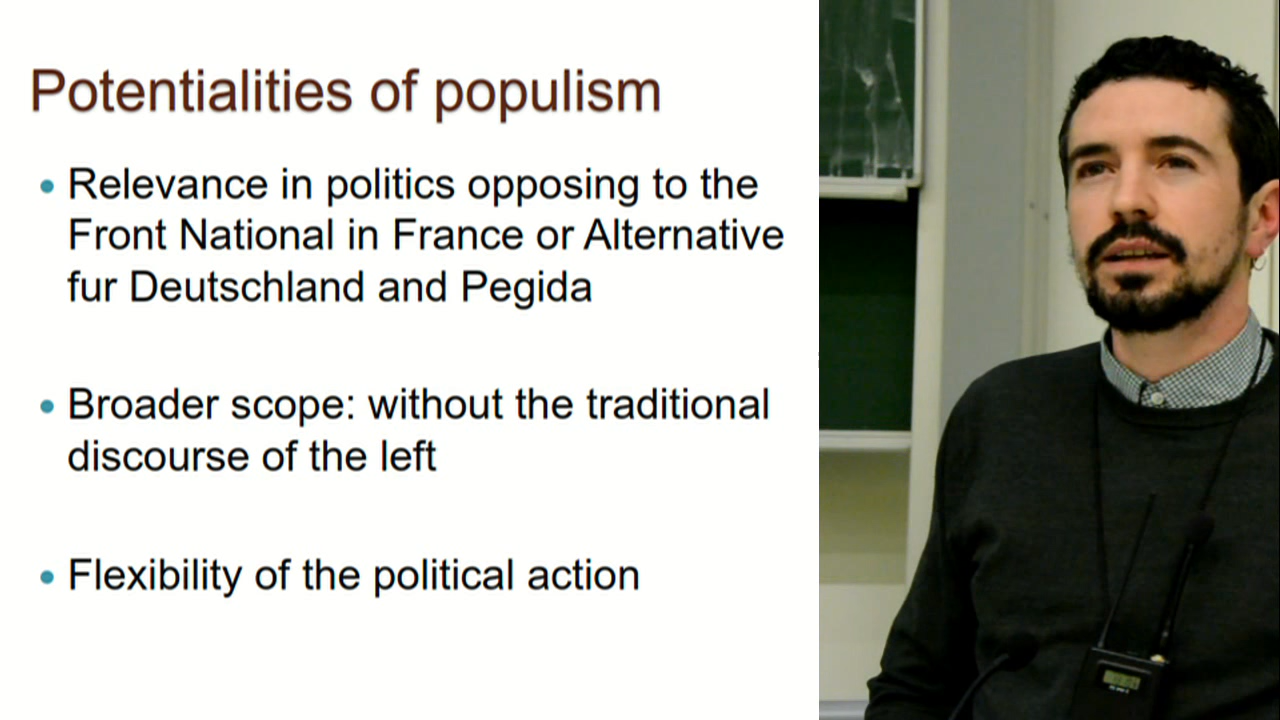 Potentialities of populism
• Relevance in politics opposing to the
Front National in France or Alternative
fur Deutschland and Pegida
• Broader scope: without the traditional
discourse of the left
• Flexibility of the political action